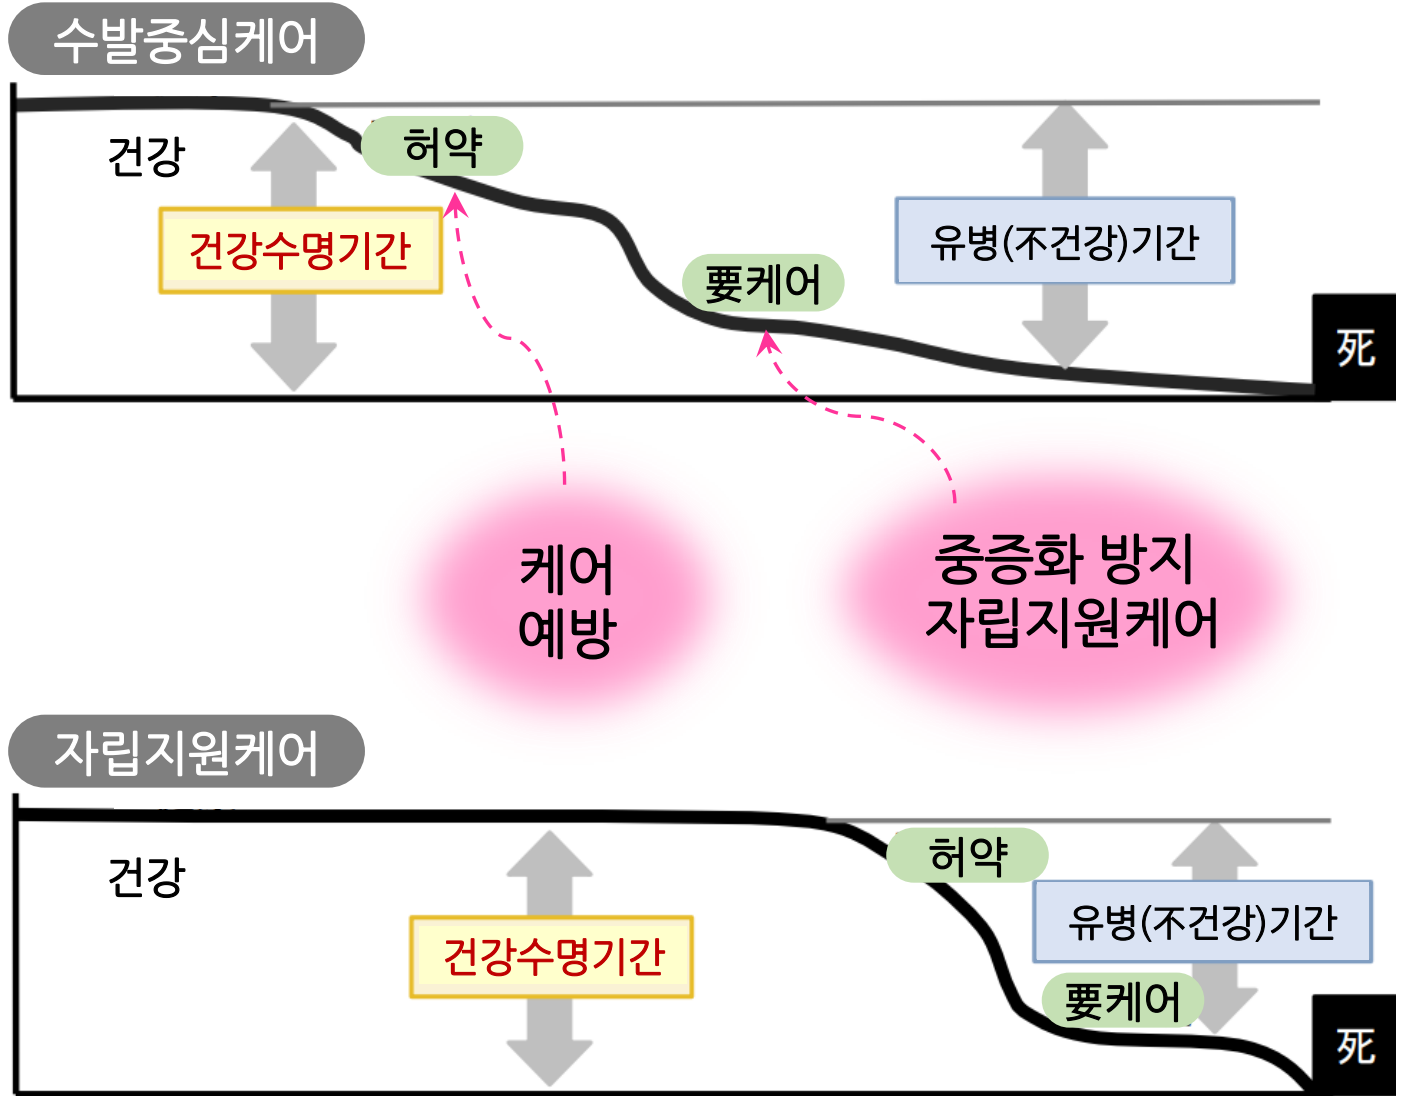 수발중심케어
건강
허약
건강수명기간
유병(不건강)기간
要케어
死
케어
예방
중증화 방지
자립지원케어
자립지원케어
건강
허약
유병(不건강)기간
건강수명기간
要케어
死